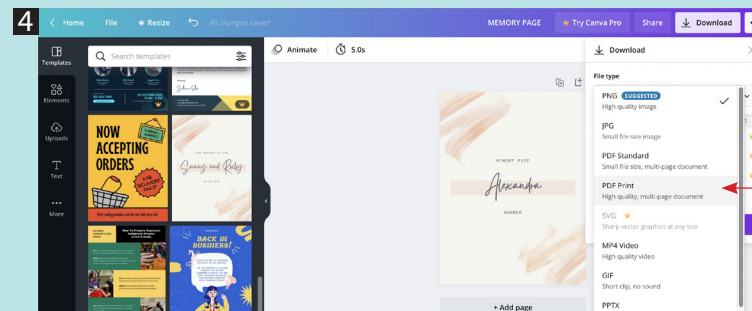 4
Home File Resize All changes saved MEMORY PAGE Try Canva Pro Share Download
Templates
Elements
Uploads
Text
More
Search templates
NOW
ACCEPTING
ORDERS
FOR
DELIVERY
ONLY!
BACK IN
BUSINESS!
Animate 5.0s
Alexandra
+ Add page
Download
File type
PNG SUGGESTED
High quality image
JPG
Small file size image
PDF Standard
Small file size, multi-page document
PDF Print
High quality, multi-page document
SVG
Sharp vector graphics at any size
MP4 Video
High quality video
GIF
Short clip, no sound
PPTX